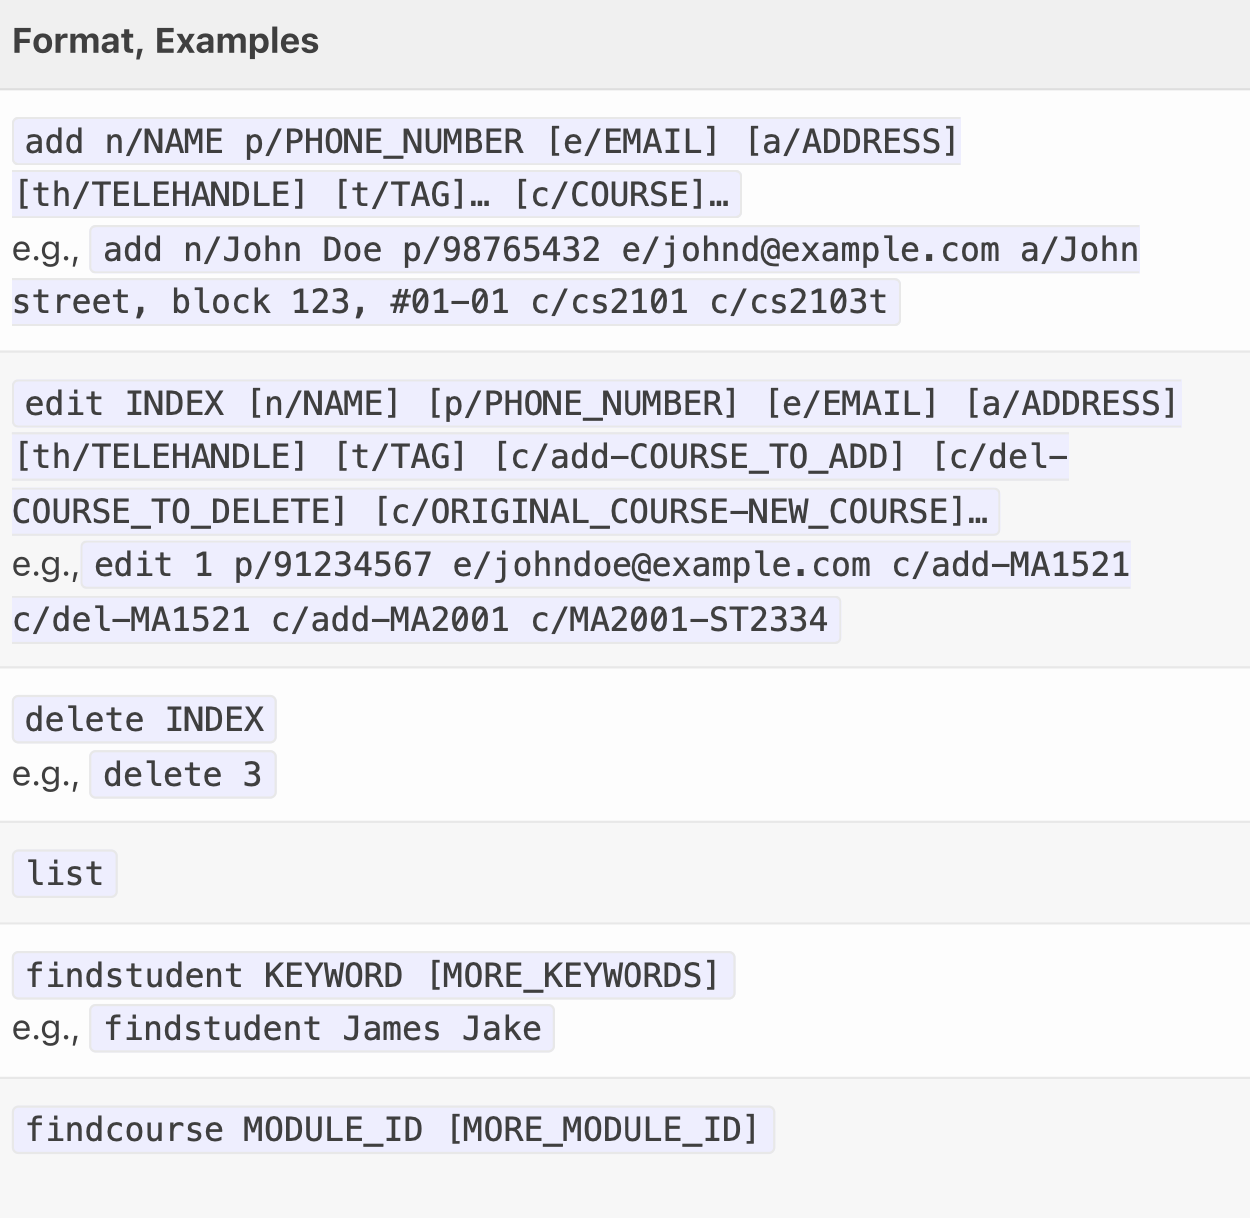 Format, Examples
add n/NAME p/PHONE_NUMBER [e/EMAIL] [a/ADDRESS]
[th/TELEHANDLE] [t/TAG]… [c/COURSE]…
e.g., add n/John Doe p/98765432 e/johnd@example.com a/John
street, block 123, #01-01 c/cs2101 c/cs2103t
edit INDEX [n/NAME] [p/PHONE_NUMBER] [e/EMAIL] [a/ADDRESS]
[th/TELEHANDLE] [t/TAG] [c/add-COURSE_TO_ADD] [c/del-
COURSE_TO_DELETE] [c/ORIGINAL_COURSE-NEW_COURSE]…
e.g., edit 1 p/91234567 e/johndoe@example.com c/add-MA1521
c/del-MA1521 c/add-MA2001 c/MA2001-ST2334
delete INDEX
e.g., delete 3
list
findstudent KEYWORD [MORE_KEYWORDS]
e.g., findstudent James Jake
findcourse MODULE_ID [MORE_MODULE_ID]